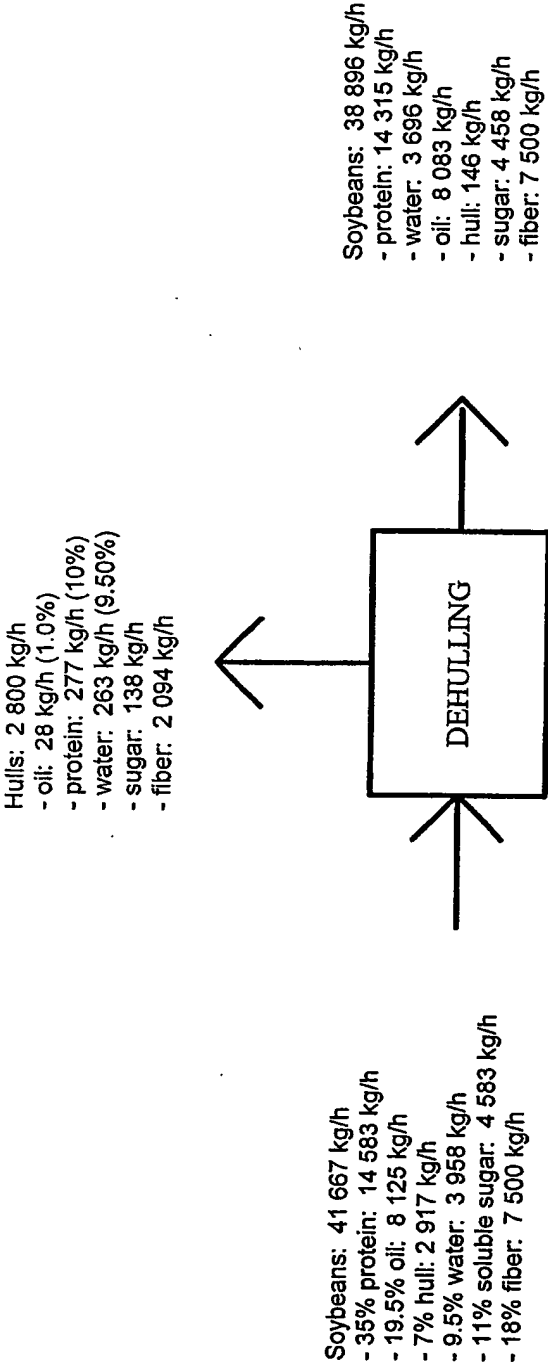 Hulls: 2 800 kg/h
- oil: 28 kg/h (1.0%)
- protein: 277 kg/h (10%)
- water: 263 kg/h (9.50%)
- sugar: 138 kg/h
- fiber: 2 094 kg/h
Soybeans: 41 667 kg/h
- 35% protein: 14 583 kg/h
- 19.5% oil: 8 125 kg/h
- 7% hull: 2 917 kg/h
- 9.5% water: 3 958 kg/h
- 11% soluble sugar: 4 583 kg/h
- 18% fiber: 7 500 kg/h
DEHULLING
Soybeans: 38 896 kg/h
- protein: 14 315 kg/h
- water: 3 696 kg/h
- oil: 8 083 kg/h
- hull: 146 kg/h
- sugar: 4 458 kg/h
- fiber: 7 500 kg/h